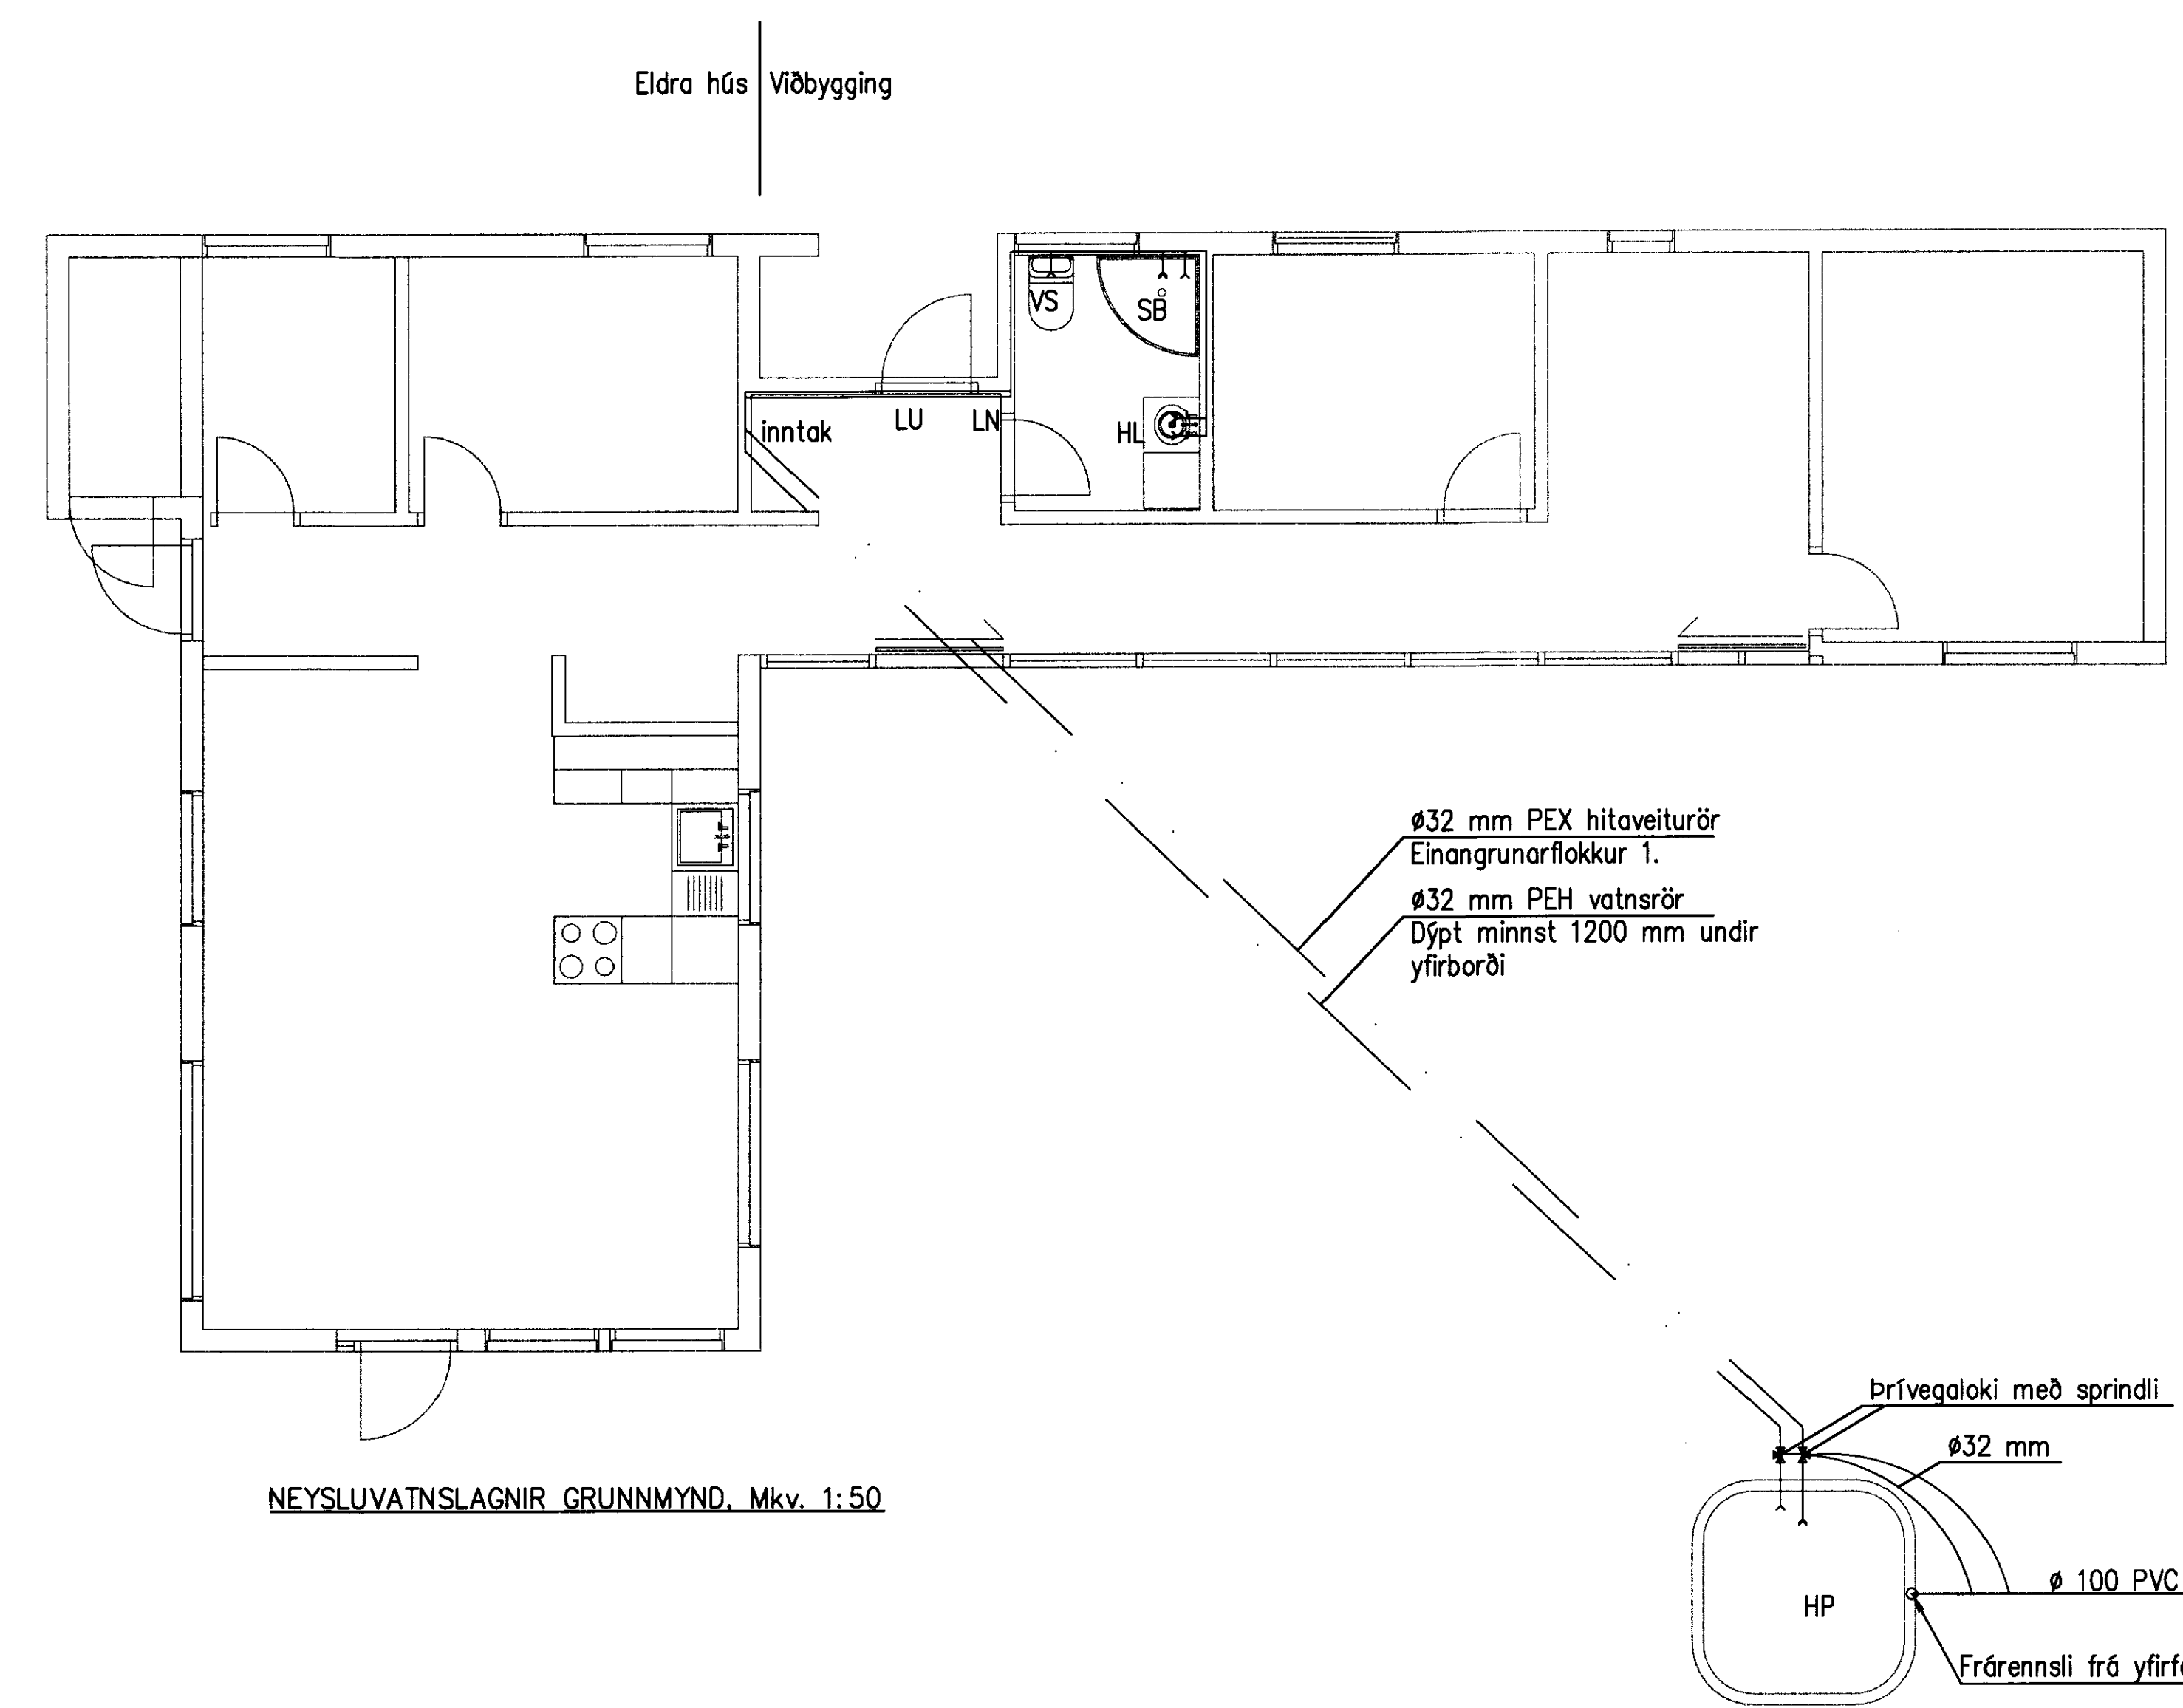 Eldra hús Viðbygging
VS
SB
inntak
LU
LN
HL
ø32 mm PEX hitaveiturör
Einangrunarflokkur 1.
ø32 mm PEH vatnsrör
Dýpt minnst 1200 mm undir
yfirborði
Þrívegaloki með sprindli
ø32 mm
NEYSLUVATNSLAGNIR GRUNNMYND, Mkv. 1:50
ø 100 PVC
HP
Frárennsli frá